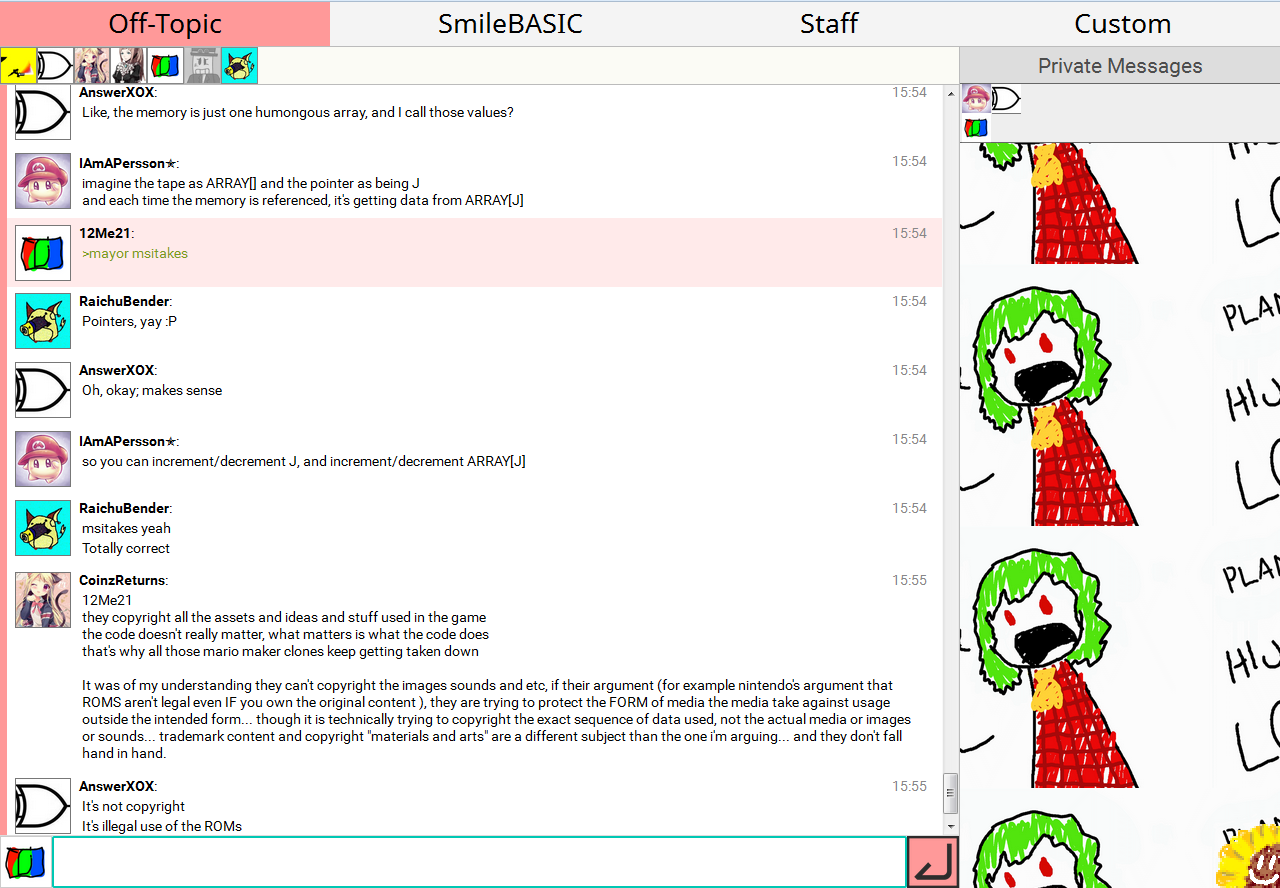 Off-Topic
SmileBASIC
Staff
Custom
Private Messages
AnswerXOX:
15:54
Like, the memory is just one humongous array, and I call those values?
IAmAPersson★:
15:54
imagine the tape as ARRAY[] and the pointer as being J
and each time the memory is referenced, it's getting data from ARRAY[J]
12Me21:
15:54
>mayor msitakes
RaichuBender:
15:54
Pointers, yay :P
AnswerXOX:
15:54
Oh, okay; makes sense
IAmAPersson★:
15:54
so you can increment/decrement J, and increment/decrement ARRAY[J]
RaichuBender:
15:54
msitakes yeah
Totally correct
CoinzReturns:
15:55
12Me21
they copyright all the assets and ideas and stuff used in the game
the code doesn't really matter, what matters is what the code does
that's why all those mario maker clones keep getting taken down
It was of my understanding they can't copyright the images sounds and etc, if their argument (for example nintendo's argument that
ROMS aren't legal even IF you own the original content ), they are trying to protect the FORM of media the media take against usage
outside the intended form... though it is technically trying to copyright the exact sequence of data used, not the actual media or images
or sounds... trademark content and copyright "materials and arts" are a different subject than the one i'm arguing... and they don't fall
hand in hand.
AnswerXOX:
15:55
It's not copyright
It's illegal use of the ROMs
PLAN
HIJ
LO
PLAN
HIJ
LO